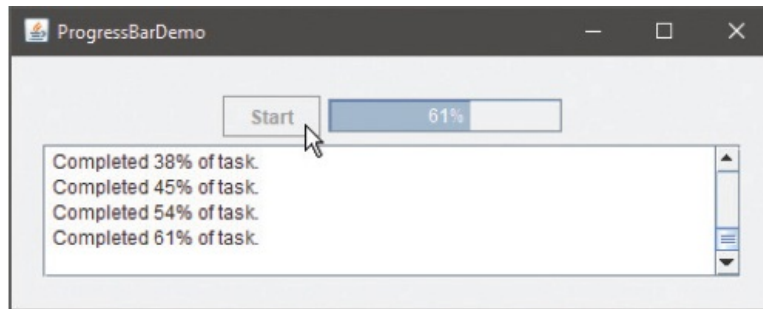 ProgressBarDemo
Start 61%
Completed 38% of task.
Completed 45% of task.
Completed 54% of task.
Completed 61% of task.